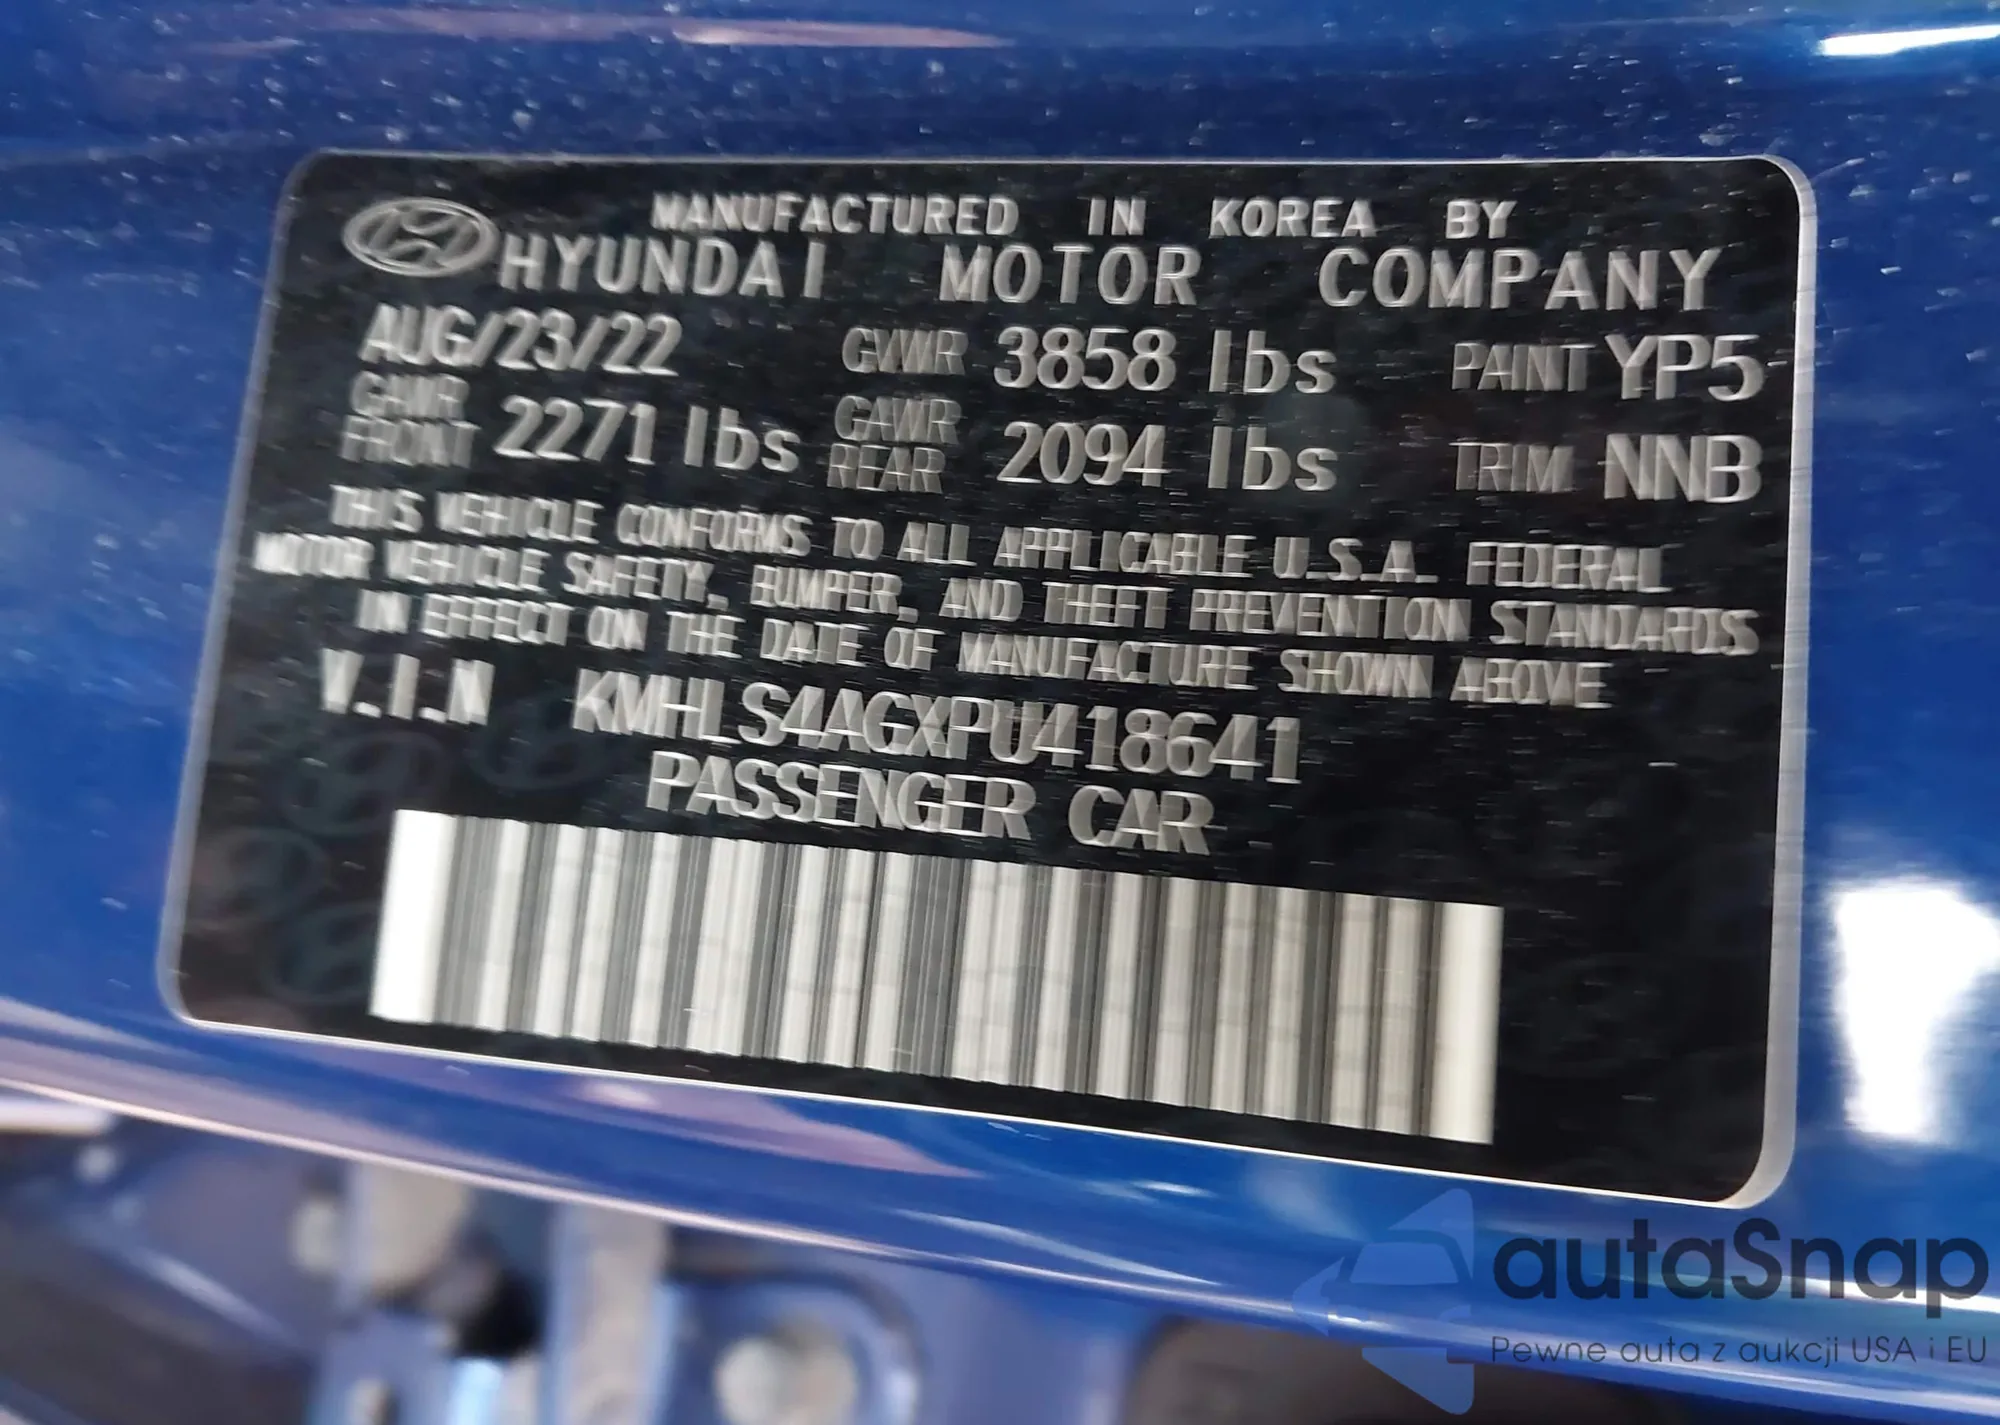 MANUFACTURED IN KOREA BY
HYUNDAI MOTOR COMPANY
AUG/23/22 GVWR 3858 lbs PAINT YP5
GAWR FRONT 2271 lbs GAWR REAR 2094 lbs TRIM NNB
THIS VEHICLE CONFORMS TO ALL APPLICABLE U.S.A. FEDERAL
MOTOR VEHICLE SAFETY, BUMPER, AND THEFT PREVENTION STANDARDS
IN EFFECT ON THE DATE OF MANUFACTURE SHOWN ABOVE
V.I.N KMHLS4AGXPU418641
PASSENGER CAR
autaSnap
Pewne auta z aukcji USA i EU